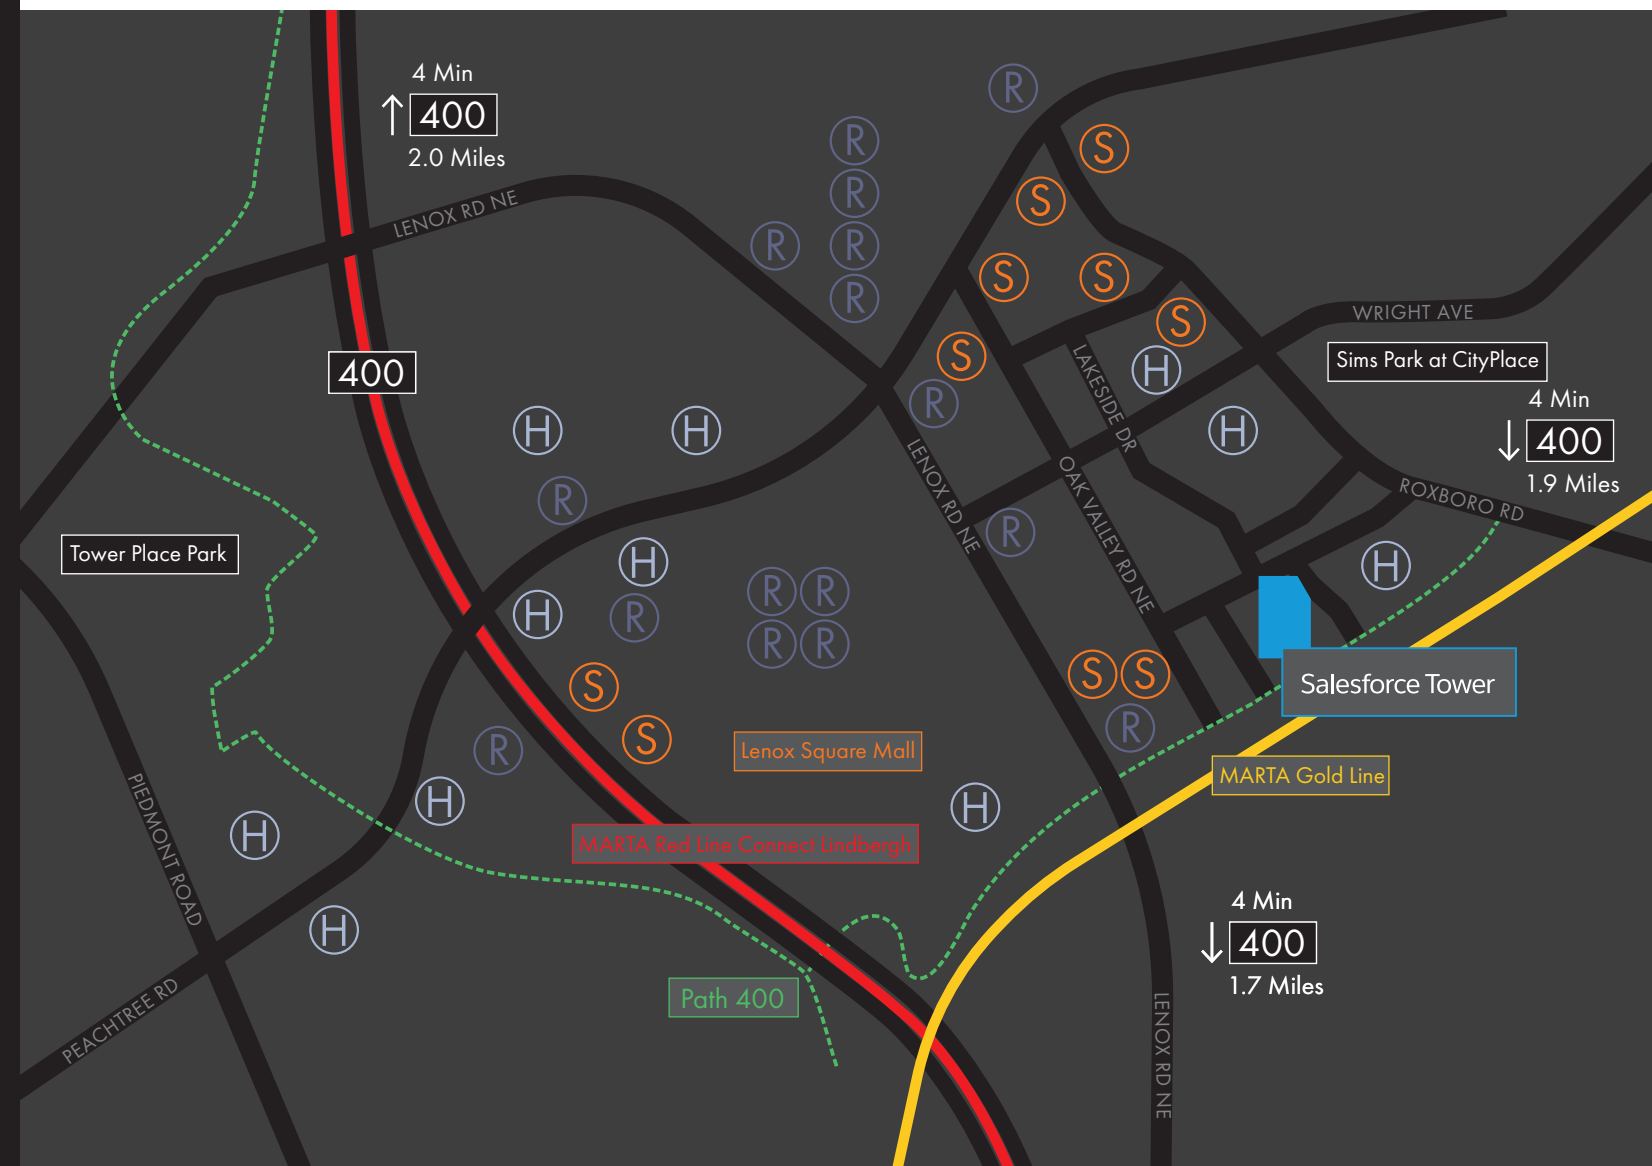 4 Min
400
2.0 Miles
R
R
S
R
LENOX RD NE
S
R
R
S
S
R
WRIGHT AVE
S
Sims Park at CityPlace
S
LAKESIDE DR
H
400
R
4 Min
400
1.9 Miles
H
H
H
LENOX RD NE
OAK VALLEY RD NE
ROXBORO RD
R
R
Tower Place Park
H
H
R R
H
R
R R
S
S S
Salesforce Tower
R
S
R
Lenox Square Mall
MARTA Gold Line
PIEDMONT ROAD
H
H
H
MARTA Red Line Connect Lindbergh
H
4 Min
400
1.7 Miles
Path 400
PEACHTREE RD
LENOX RD NE